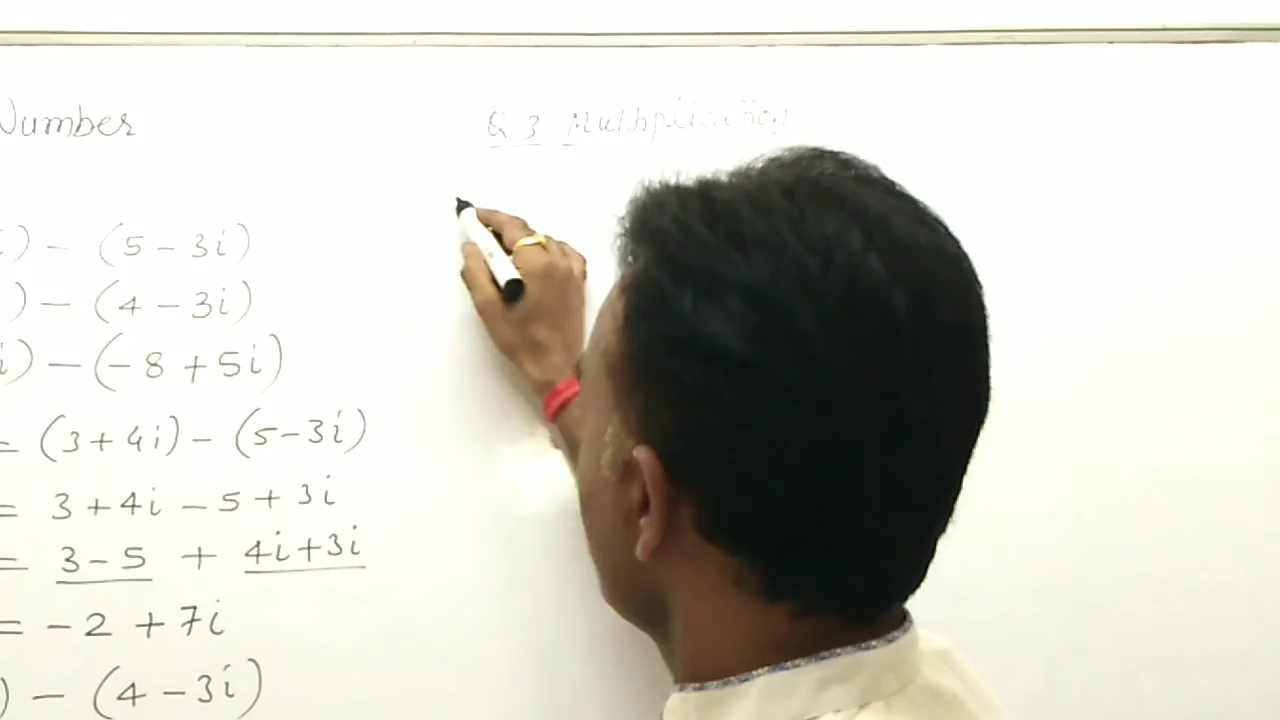 Number
i) - (5 - 3i)
) - (4 - 3i)
i) - (-8 + 5i)
= (3 + 4i) - (5 - 3i)
= 3 + 4i - 5 + 3i
= 3 - 5 + 4i + 3i
= -2 + 7i
) - (4 - 3i)
Q 3 Multiplication